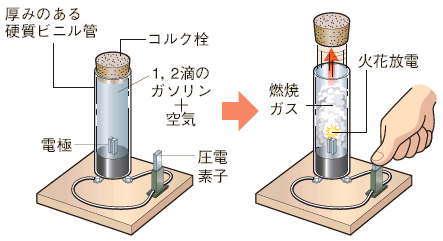 厚みのある
硬質ビニル管
コルク栓
1, 2滴の
ガソリン
＋
空気
電極
圧電
素子
火花放電
燃焼
ガス